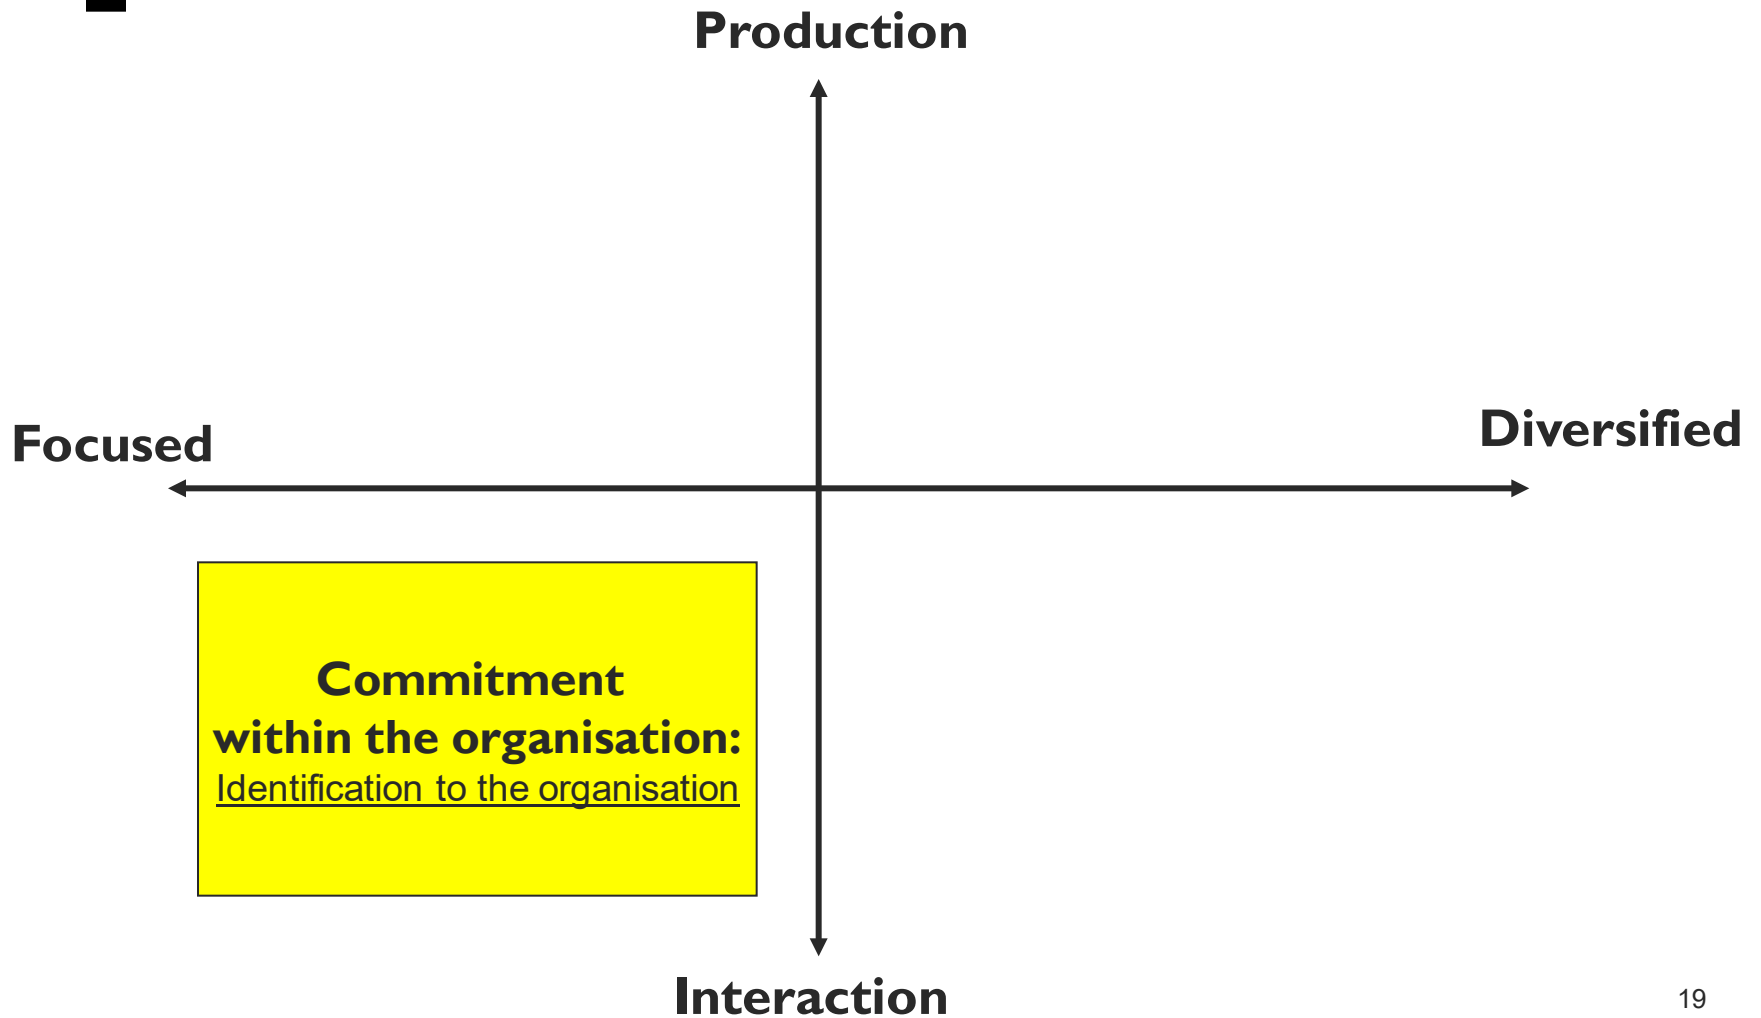 Production
Focused
Diversified
Commitment
within the organisation:
Identification to the organisation
Interaction
19